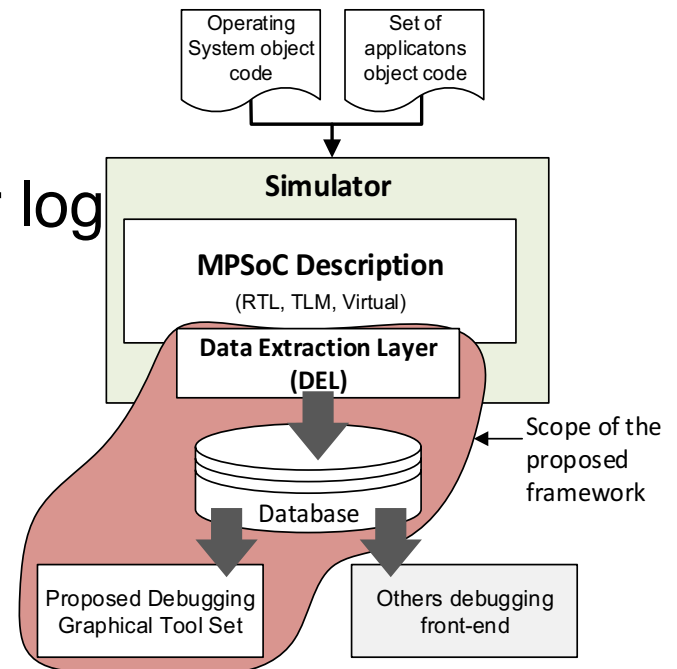 Operating
System object
code
Set of
applicatons
object code
Simulator
log
MPSoC Description
(RTL, TLM, Virtual)
Data Extraction Layer
(DEL)
Scope of the
proposed
framework
Database
Proposed Debugging
Graphical Tool Set
Others debugging
front-end